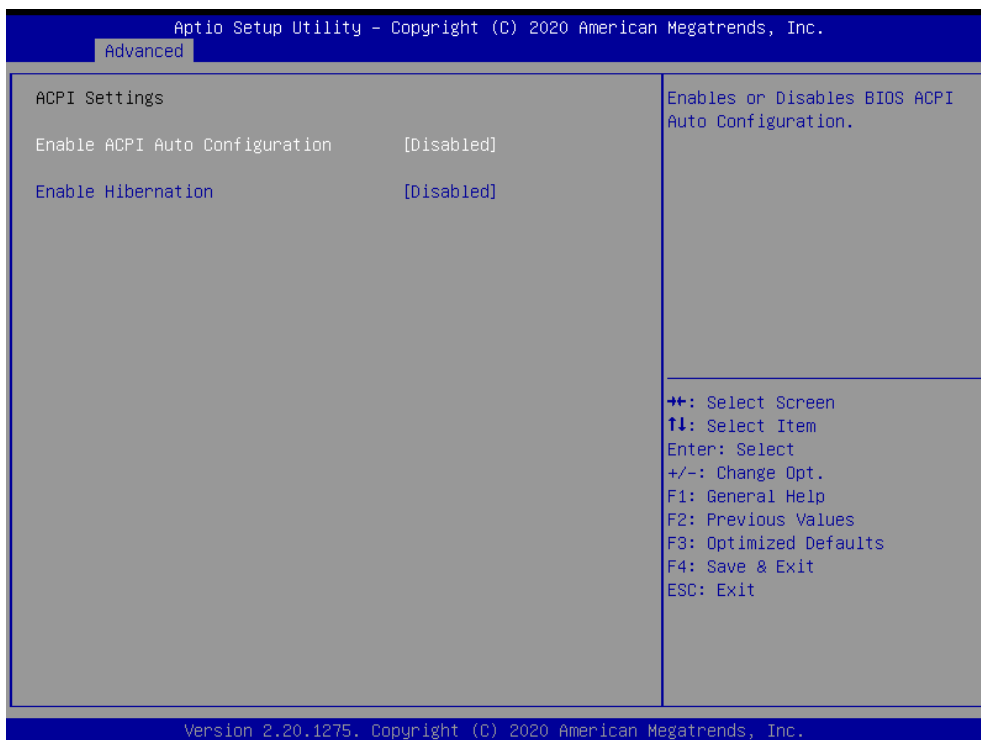 Aptio Setup Utility – Copyright (C) 2020 American Megatrends, Inc.
Advanced
ACPI Settings
Enable ACPI Auto Configuration [Disabled]
Enable Hibernation [Disabled]
Enables or Disables BIOS ACPI
Auto Configuration.
→←: Select Screen
↑↓: Select Item
Enter: Select
+/-: Change Opt.
F1: General Help
F2: Previous Values
F3: Optimized Defaults
F4: Save & Exit
ESC: Exit
Version 2.20.1275. Copyright (C) 2020 American Megatrends, Inc.